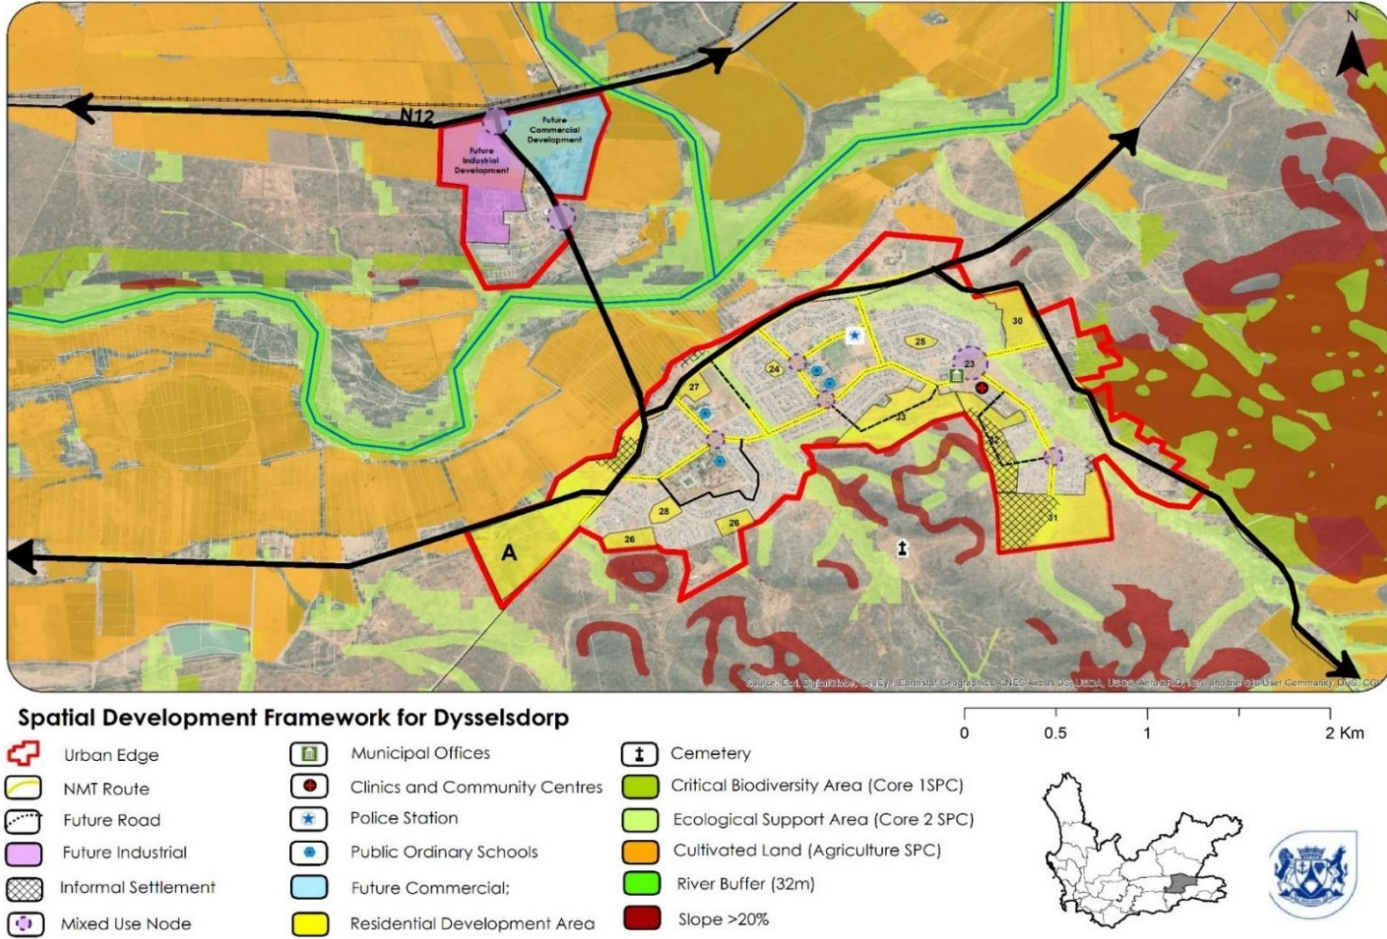 N
N12
Future
Commercial
Development
Future
Industrial
Development
30
25
23
24
27
33
28
26
26
31
A
Spatial Development Framework for Dysselsdorp
Urban Edge
NMT Route
Future Road
Future Industrial
Informal Settlement
Mixed Use Node
Municipal Offices
Clinics and Community Centres
Police Station
Public Ordinary Schools
Future Commercial;
Residential Development Area
Cemetery
Critical Biodiversity Area (Core 1SPC)
Ecological Support Area (Core 2 SPC)
Cultivated Land (Agriculture SPC)
River Buffer (32m)
Slope >20%
0 0.5 1 2 Km